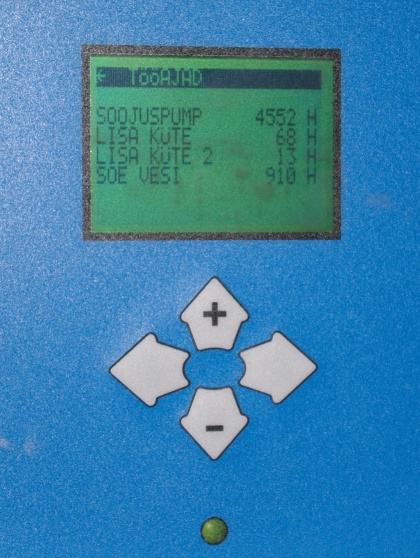 ← TööAJAD
SOOJUSPUMP 4552 H
LISA KüTE 68 H
LISA KüTE 2 13 H
SOE VESI 910 H
+
-